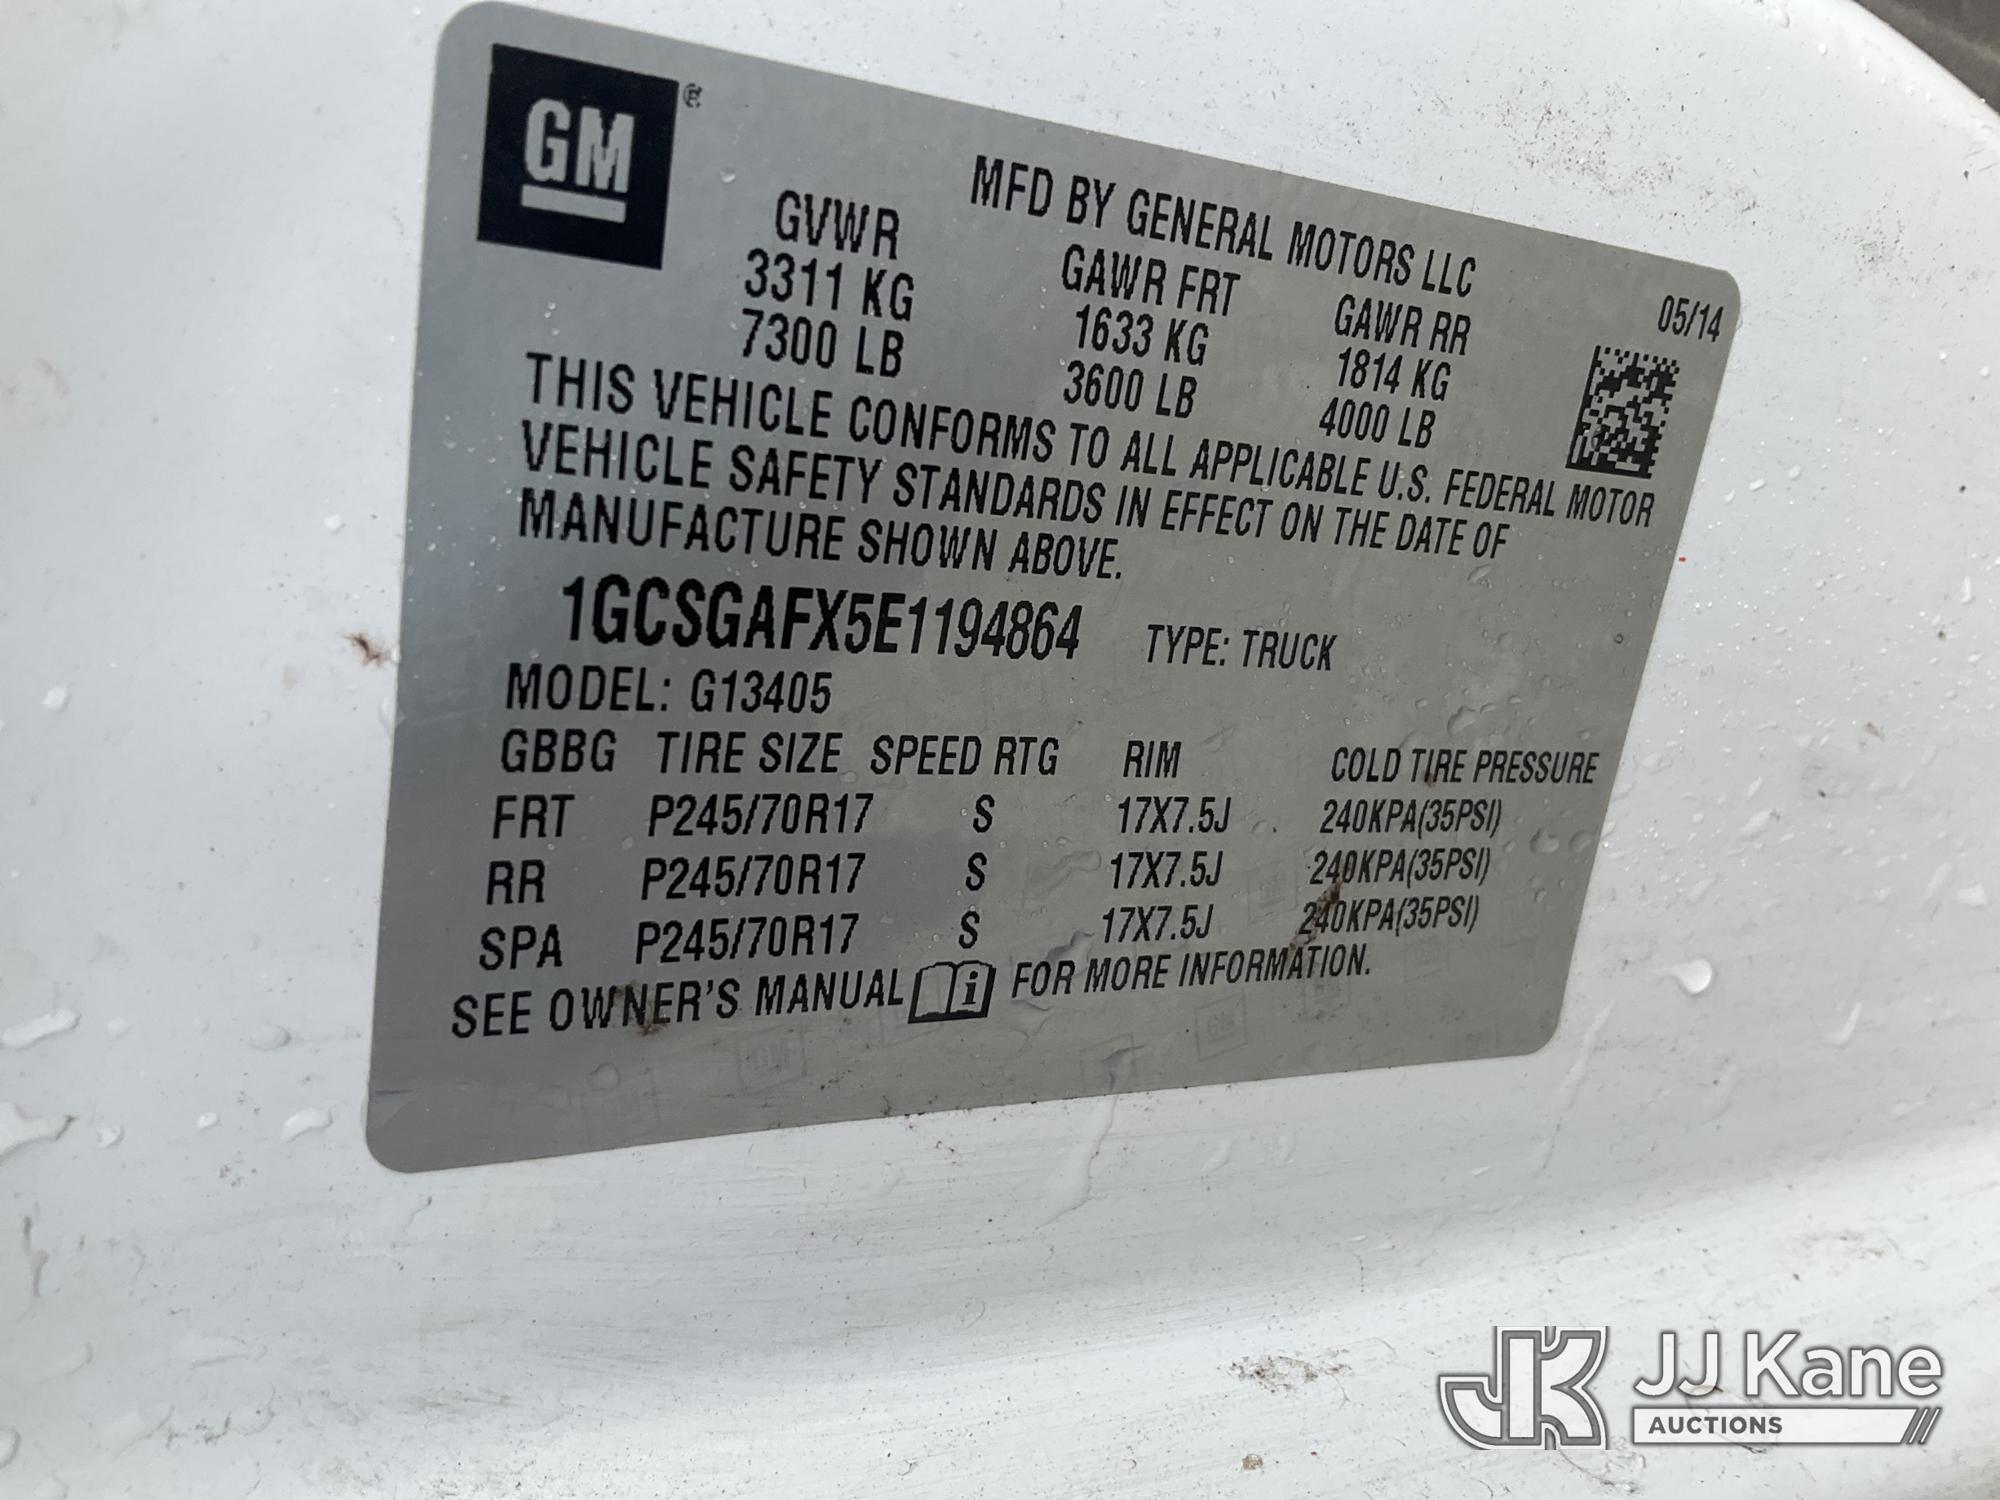 GM ®
MFD BY GENERAL MOTORS LLC
05/14
GVWR GAWR FRT GAWR RR
3311 KG 1633 KG 1814 KG
7300 LB 3600 LB 4000 LB
THIS VEHICLE CONFORMS TO ALL APPLICABLE U.S. FEDERAL MOTOR
VEHICLE SAFETY STANDARDS IN EFFECT ON THE DATE OF
MANUFACTURE SHOWN ABOVE.
1GCSGAFX5E1194864 TYPE: TRUCK
MODEL: G13405
GBBG TIRE SIZE SPEED RTG RIM COLD TIRE PRESSURE
FRT P245/70R17 S 17X7.5J 240KPA(35PSI)
RR P245/70R17 S 17X7.5J 240KPA(35PSI)
SPA P245/70R17 S 17X7.5J 240KPA(35PSI)
SEE OWNER'S MANUAL i FOR MORE INFORMATION.
JK JJ Kane
AUCTIONS